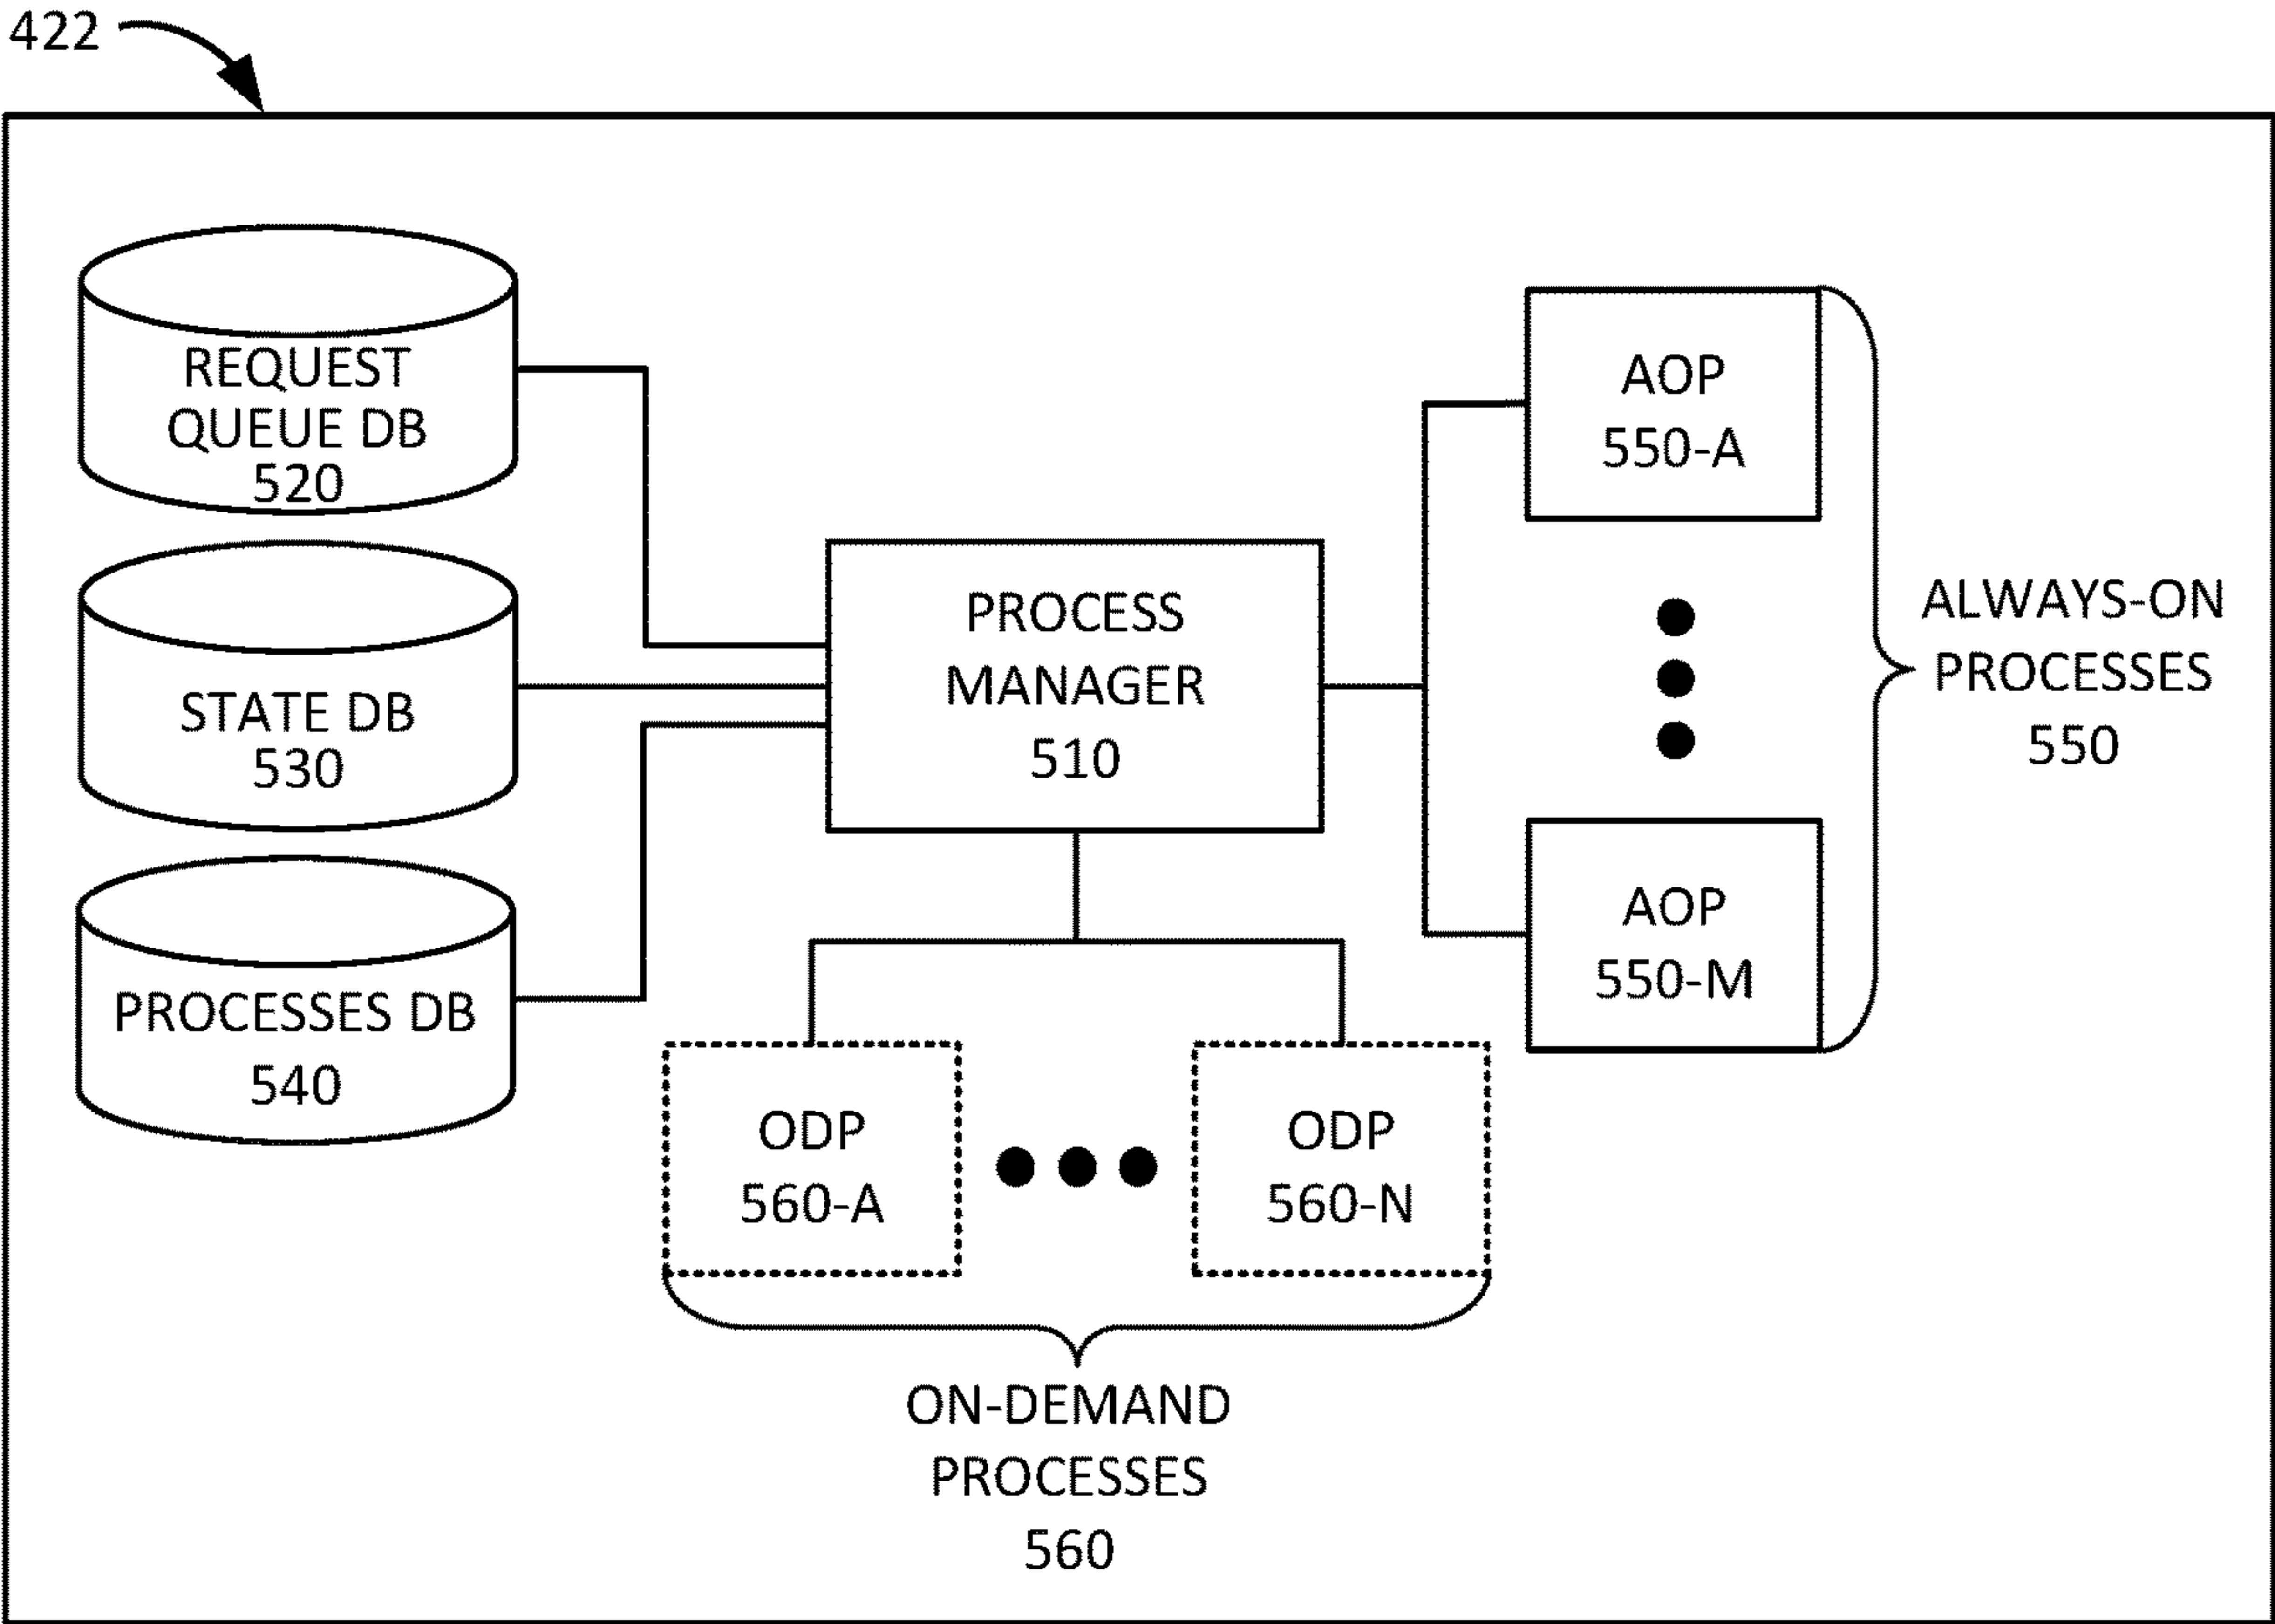 422
REQUEST
QUEUE DB
520
STATE DB
530
PROCESSES DB
540
PROCESS
MANAGER
510
AOP
550-A
AOP
550-M
ALWAYS-ON
PROCESSES
550
ODP
560-A
ODP
560-N
ON-DEMAND
PROCESSES
560